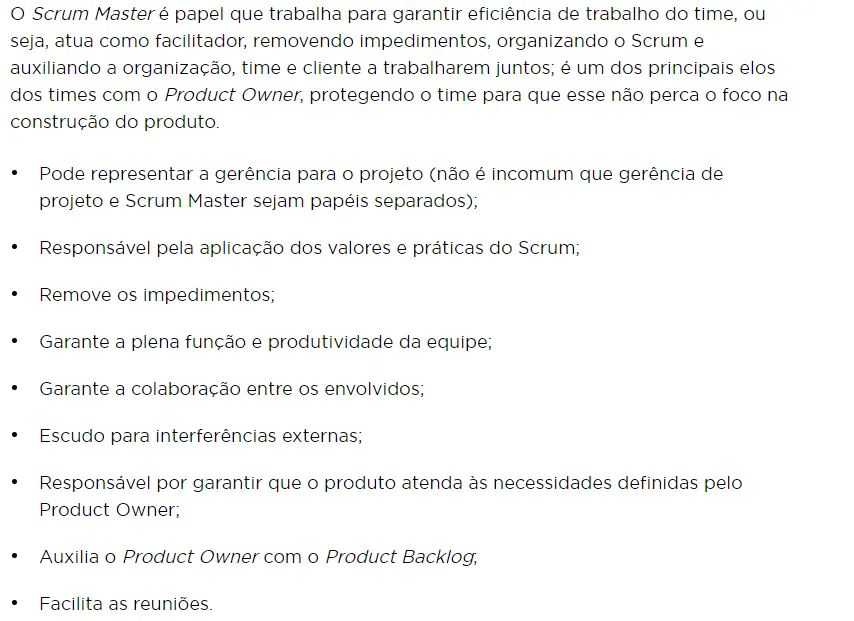 O Scrum Master é papel que trabalha para garantir eficiência de trabalho do time, ou
seja, atua como facilitador, removendo impedimentos, organizando o Scrum e
auxiliando a organização, time e cliente a trabalharem juntos; é um dos principais elos
dos times com o Product Owner, protegendo o time para que esse não perca o foco na
construção do produto.
• Pode representar a gerência para o projeto (não é incomum que gerência de
projeto e Scrum Master sejam papéis separados);
• Responsável pela aplicação dos valores e práticas do Scrum;
• Remove os impedimentos;
• Garante a plena função e produtividade da equipe;
• Garante a colaboração entre os envolvidos;
• Escudo para interferências externas;
• Responsável por garantir que o produto atenda às necessidades definidas pelo
Product Owner;
• Auxilia o Product Owner com o Product Backlog;
• Facilita as reuniões.